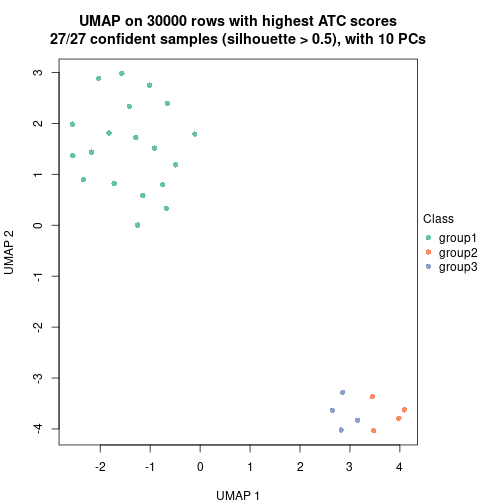 UMAP on 30000 rows with highest ATC scores
27/27 confident samples (silhouette > 0.5), with 10 PCs
3
2
1
0
-1
-2
-3
-4
UMAP 2
-2 -1 0 1 2 3 4
UMAP 1
Class
group1
group2
group3